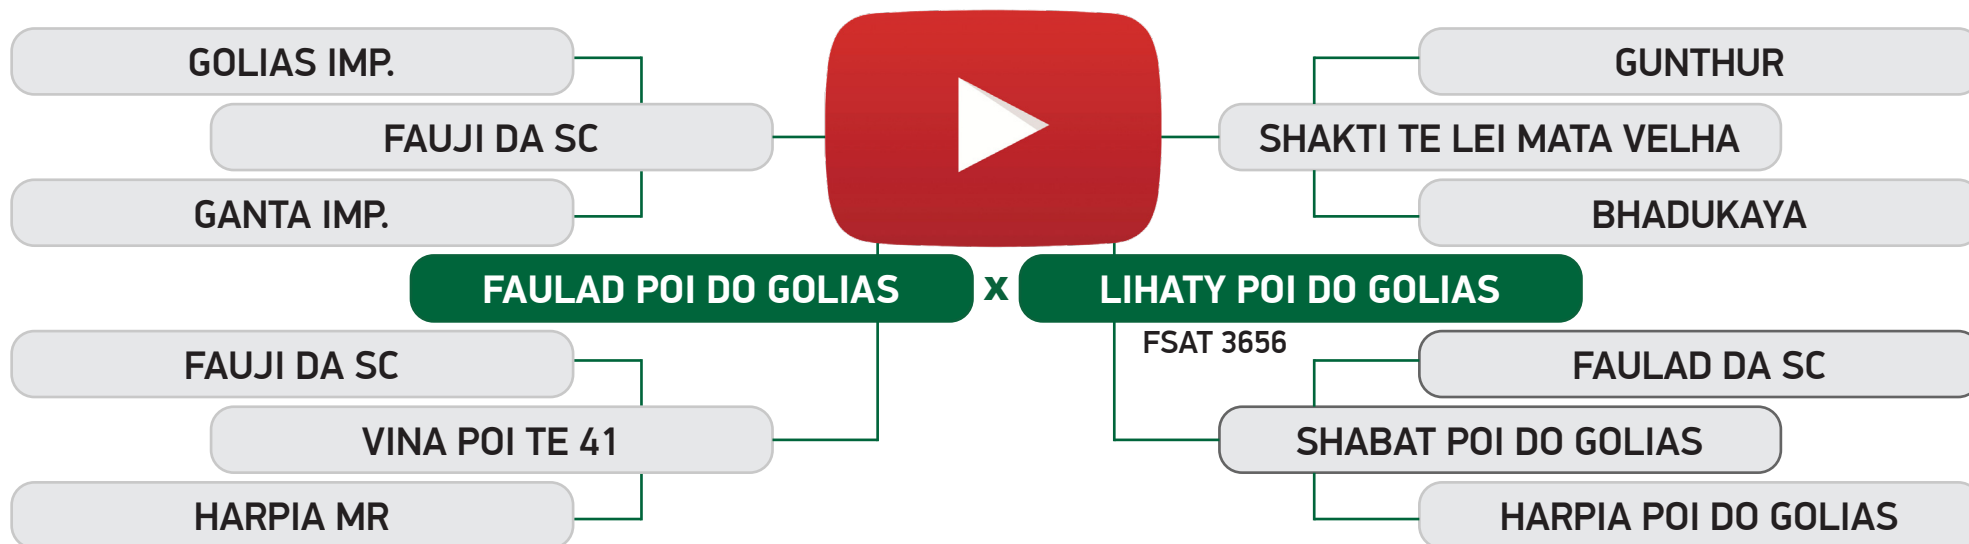 GOLIAS IMP.
FAUJI DA SC
GANTA IMP.
GUNTHUR
SHAKTI TE LEI MATA VELHA
BHADUKAYA
FAULAD POI DO GOLIAS x LIHATY POI DO GOLIAS
FSAT 3656
FAUJI DA SC
VINA POI TE 41
HARPIA MR
FAULAD DA SC
SHABAT POI DO GOLIAS
HARPIA POI DO GOLIAS